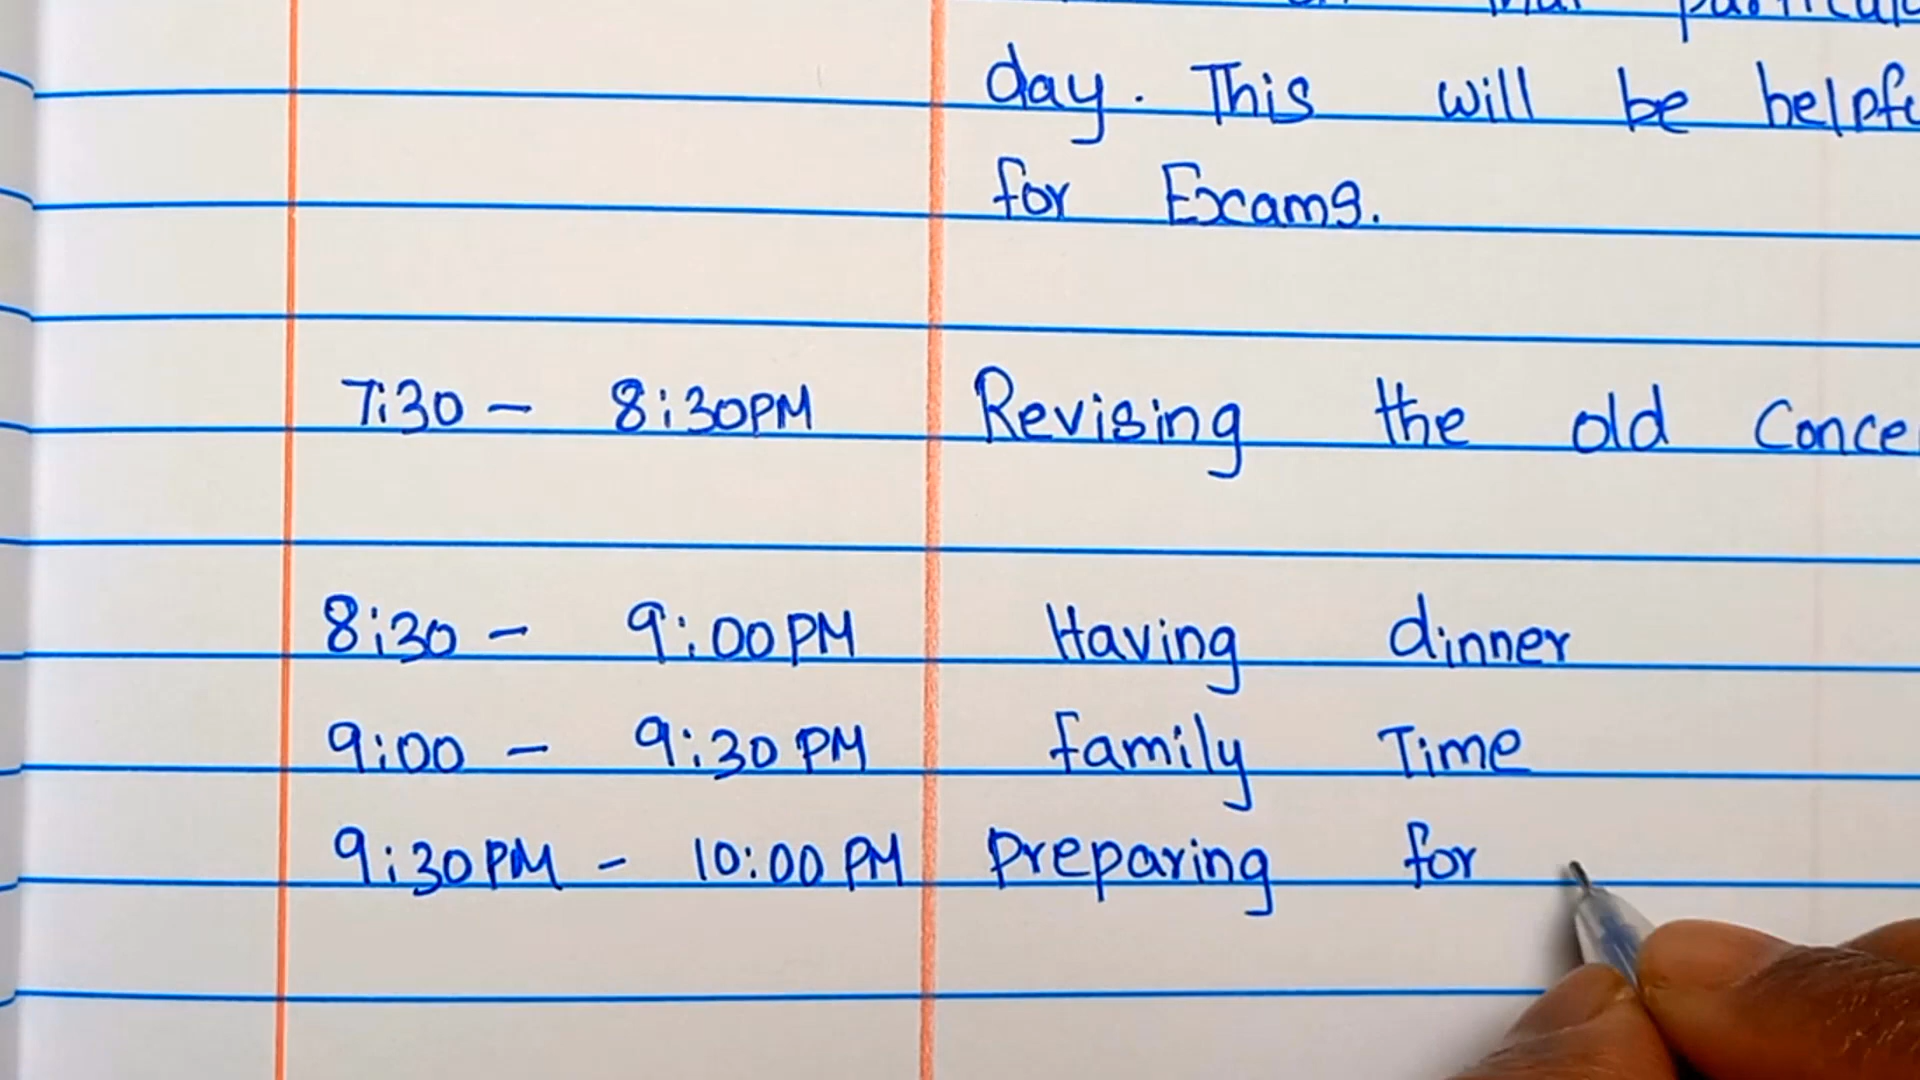 day. This will be
for Exams.
7:30 - 8:30PM Revising the old
8:30 - 9:00PM Having dinner
9:00 - 9:30 PM family Time
9:30PM - 10:00 PM Preparing for